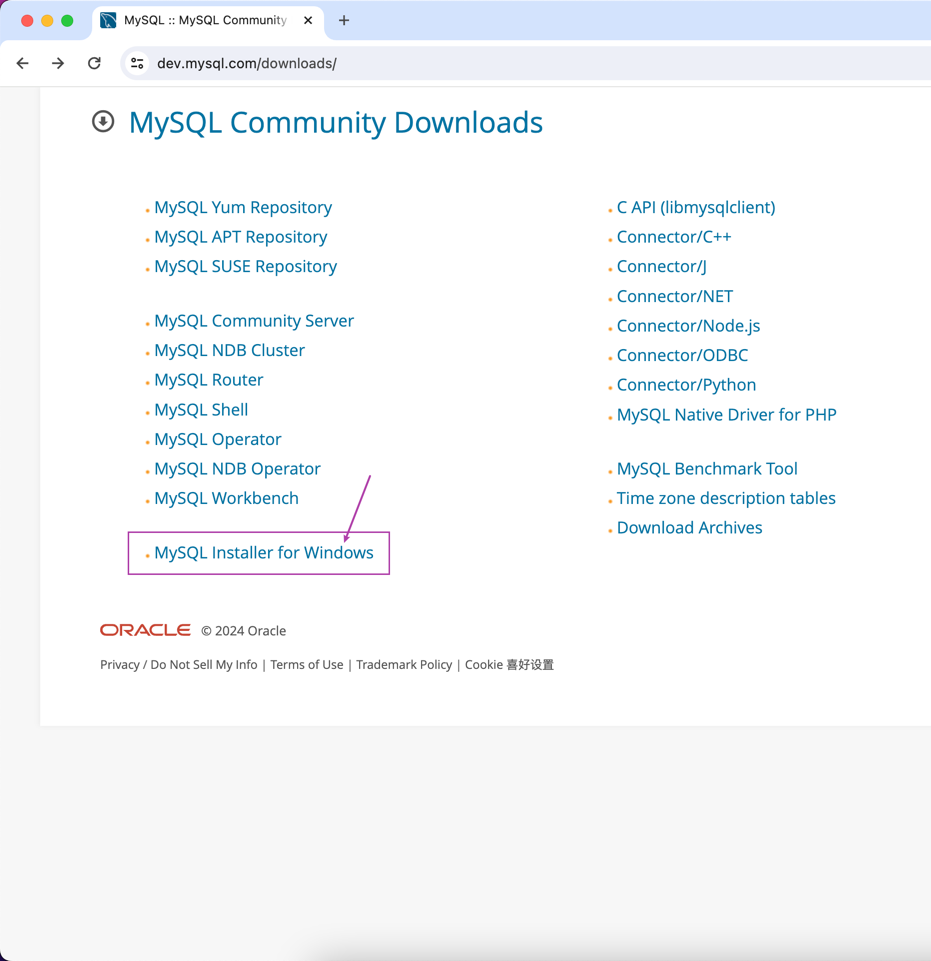 MySQL :: MySQL Community
dev.mysql.com/downloads/
MySQL Community Downloads
MySQL Yum Repository
MySQL APT Repository
MySQL SUSE Repository
MySQL Community Server
MySQL NDB Cluster
MySQL Router
MySQL Shell
MySQL Operator
MySQL NDB Operator
MySQL Workbench
MySQL Installer for Windows
C API (libmysqlclient)
Connector/C++
Connector/J
Connector/NET
Connector/Node.js
Connector/ODBC
Connector/Python
MySQL Native Driver for PHP
MySQL Benchmark Tool
Time zone description tables
Download Archives
ORACLE © 2024 Oracle
Privacy / Do Not Sell My Info | Terms of Use | Trademark Policy | Cookie 喜好设置